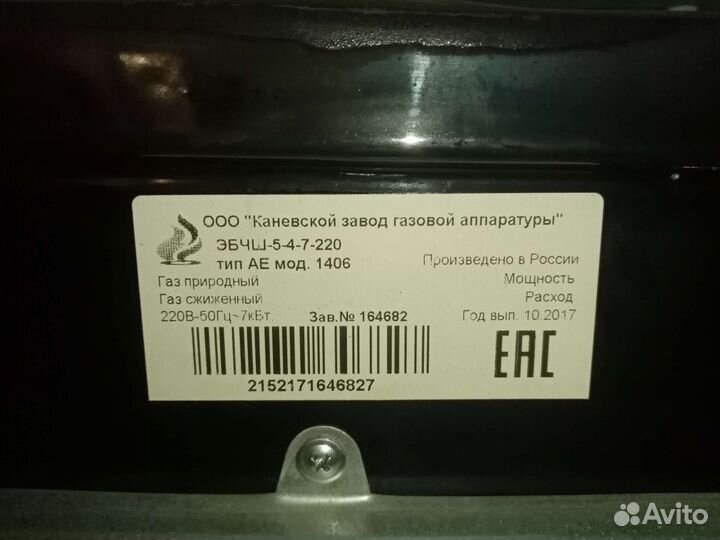 ООО "Каневской завод газовой аппаратуры"
ЭБЧШ-5-4-7-220
тип АЕ мод. 1406
Произведено в России
Газ природный
Мощность
Газ сжиженный
Расход
220В-50Гц~7кВт.
Зав.№ 164682
Год вып. 10.2017
2152171646827
EAC
Avito